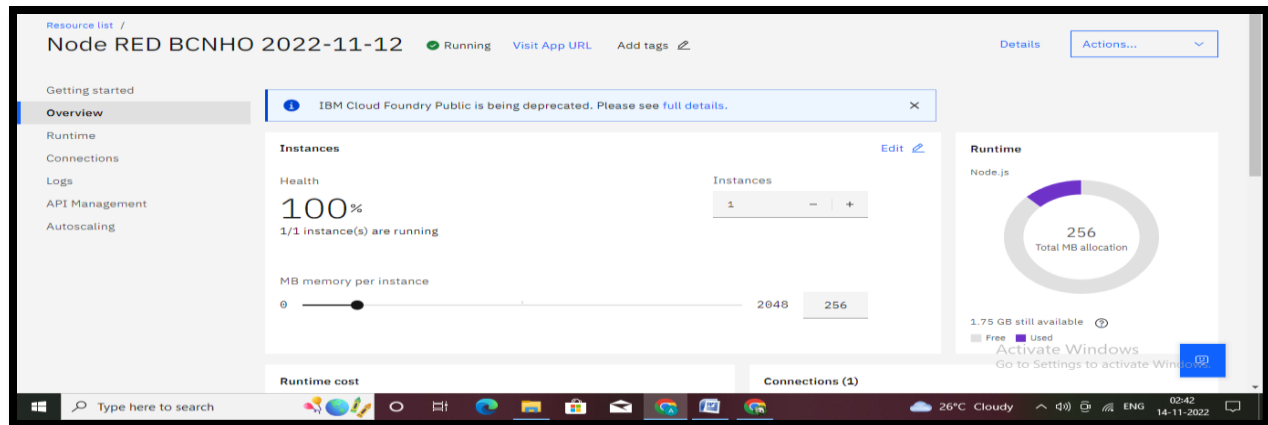 Resource list /
Node RED BCNHO 2022-11-12 Running Visit App URL Add tags Details Actions...
Getting started
Overview
Runtime
Connections
Logs
API Management
Autoscaling
IBM Cloud Foundry Public is being deprecated. Please see full details.
Instances Edit
Health
100%
1/1 instance(s) are running
Instances
1 - +
MB memory per instance
0 2048 256
Runtime
Node.js
256
Total MB allocation
1.75 GB still available
Free Used
Activate Windows
Go to Settings to activate Windows.
Runtime cost
Connections (1)
Type here to search
26°C Cloudy ENG 02:42
14-11-2022